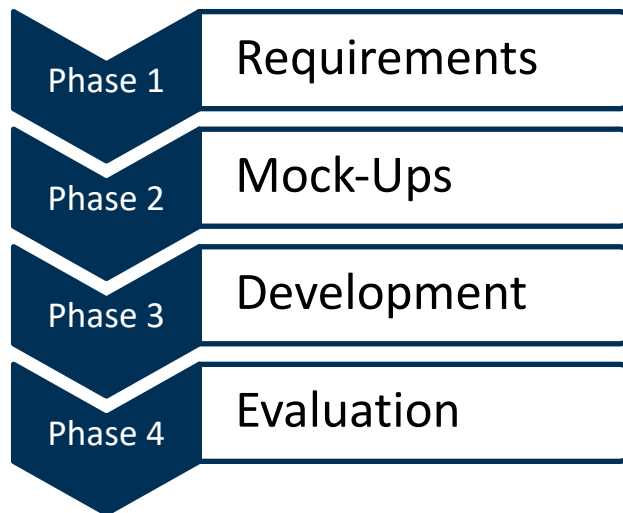 Phase 1
Requirements
Phase 2
Mock-Ups
Phase 3
Development
Phase 4
Evaluation